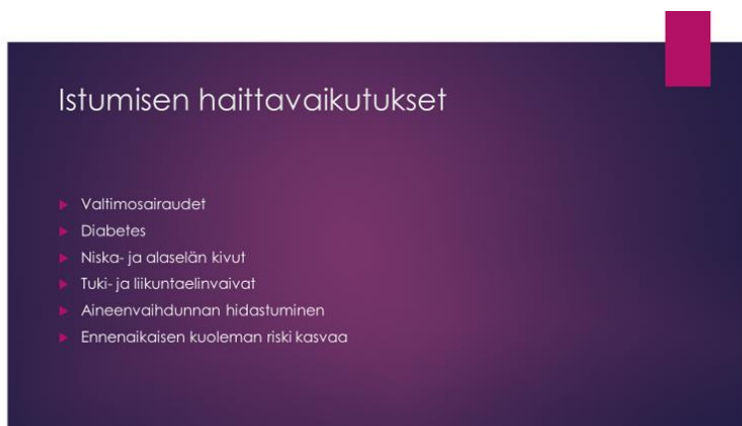 Istumisen haittavaikutukset
Valtimosairaudet
Diabetes
Niska- ja alaselän kivut
Tuki- ja liikuntaelinvaivat
Aineenvaihdunnan hidastuminen
Ennenaikaisen kuoleman riski kasvaa